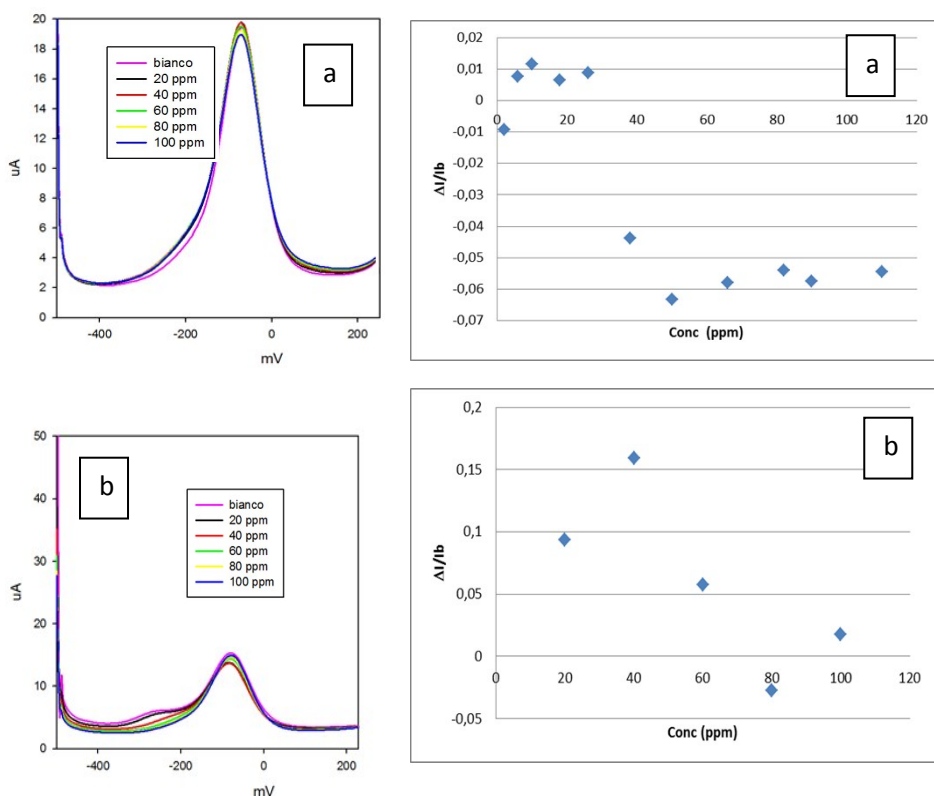 20
18
16
14
12
10
8
6
4
2
0
uA
bianco
20 ppm
40 ppm
60 ppm
80 ppm
100 ppm
a
-400 -200 0 200
mV
0,02
0,01
0
-0,01
-0,02
-0,03
-0,04
-0,05
-0,06
-0,07
ΔI/Ib
a
0 20 40 60 80 100 120
Conc (ppm)
50
40
30
20
10
0
uA
b
bianco
20 ppm
40 ppm
60 ppm
80 ppm
100 ppm
-400 -200 0 200
mV
0,2
0,15
0,1
0,05
0
-0,05
ΔI/Ib
b
0 20 40 60 80 100 120
Conc (ppm)